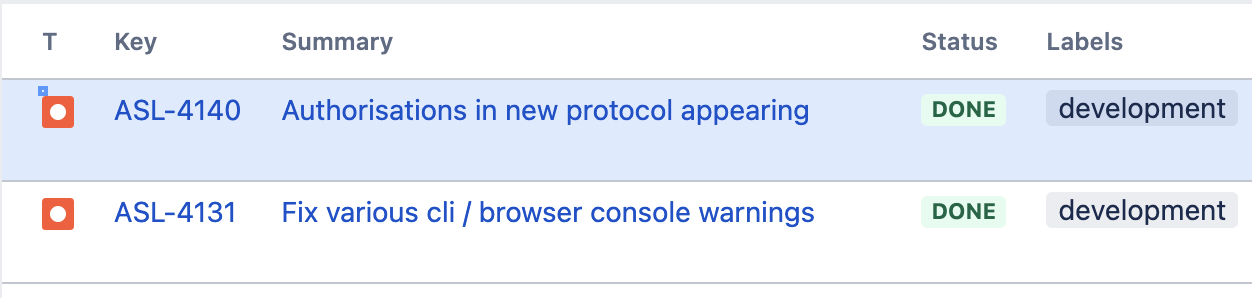 T Key Summary Status Labels
ASL-4140 Authorisations in new protocol appearing DONE development
ASL-4131 Fix various cli / browser console warnings DONE development